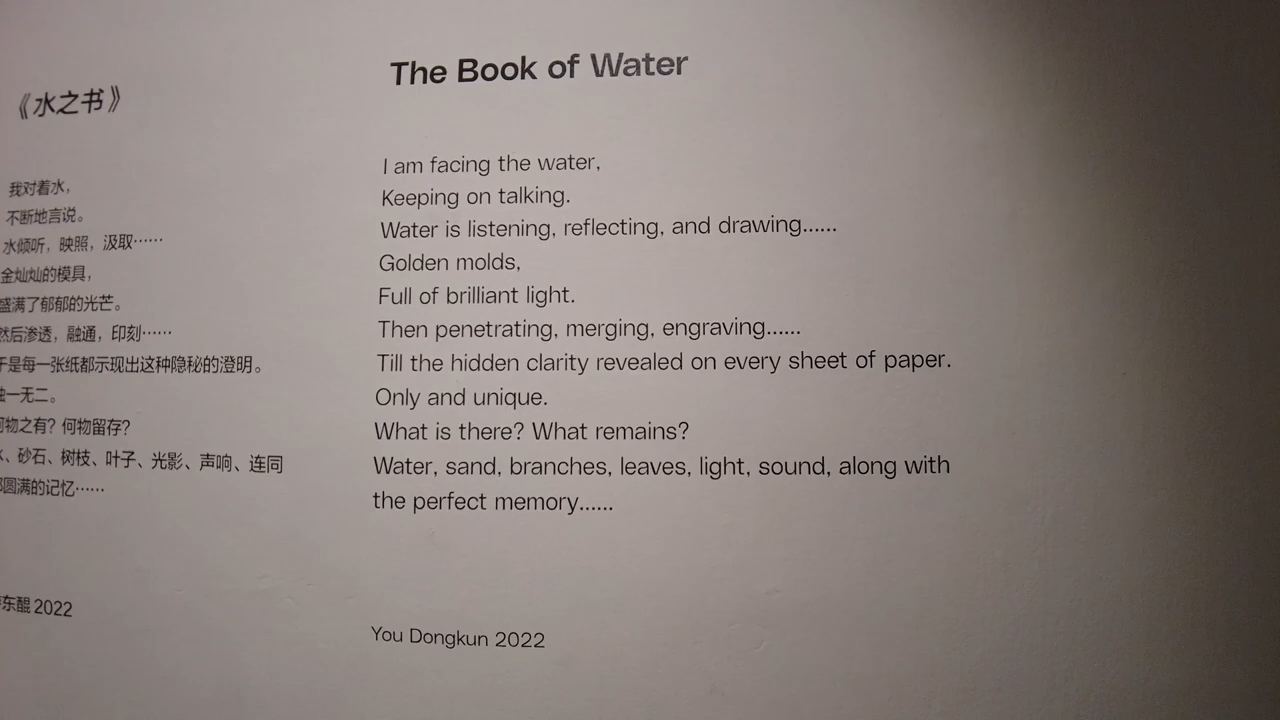 《水之书》
我对着水，
不断地言说。
水倾听，映照，汲取……
金灿灿的模具，
盛满了郁郁的光芒。
然后渗透，融通，印刻……
于是每一张纸都示现出这种隐秘的澄明。
独一无二。
何物之有？何物留存？
水、砂石、树枝、叶子、光影、声响、连同
圆满的记忆……
东醌 2022
The Book of Water
I am facing the water,
Keeping on talking.
Water is listening, reflecting, and drawing......
Golden molds,
Full of brilliant light.
Then penetrating, merging, engraving......
Till the hidden clarity revealed on every sheet of paper.
Only and unique.
What is there? What remains?
Water, sand, branches, leaves, light, sound, along with
the perfect memory......
You Dongkun 2022